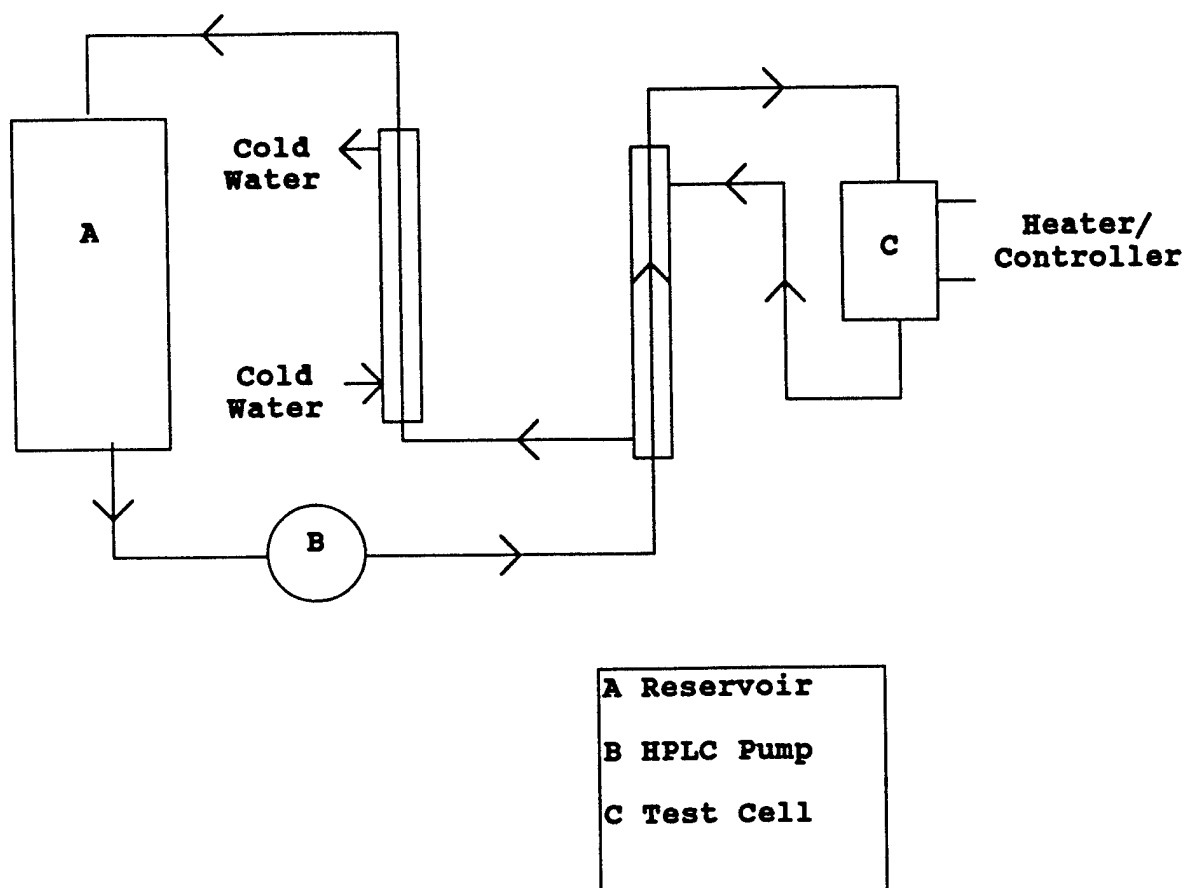 Cold
Water
A
C
Heater/
Controller
Cold
Water
B
A Reservoir
B HPLC Pump
C Test Cell